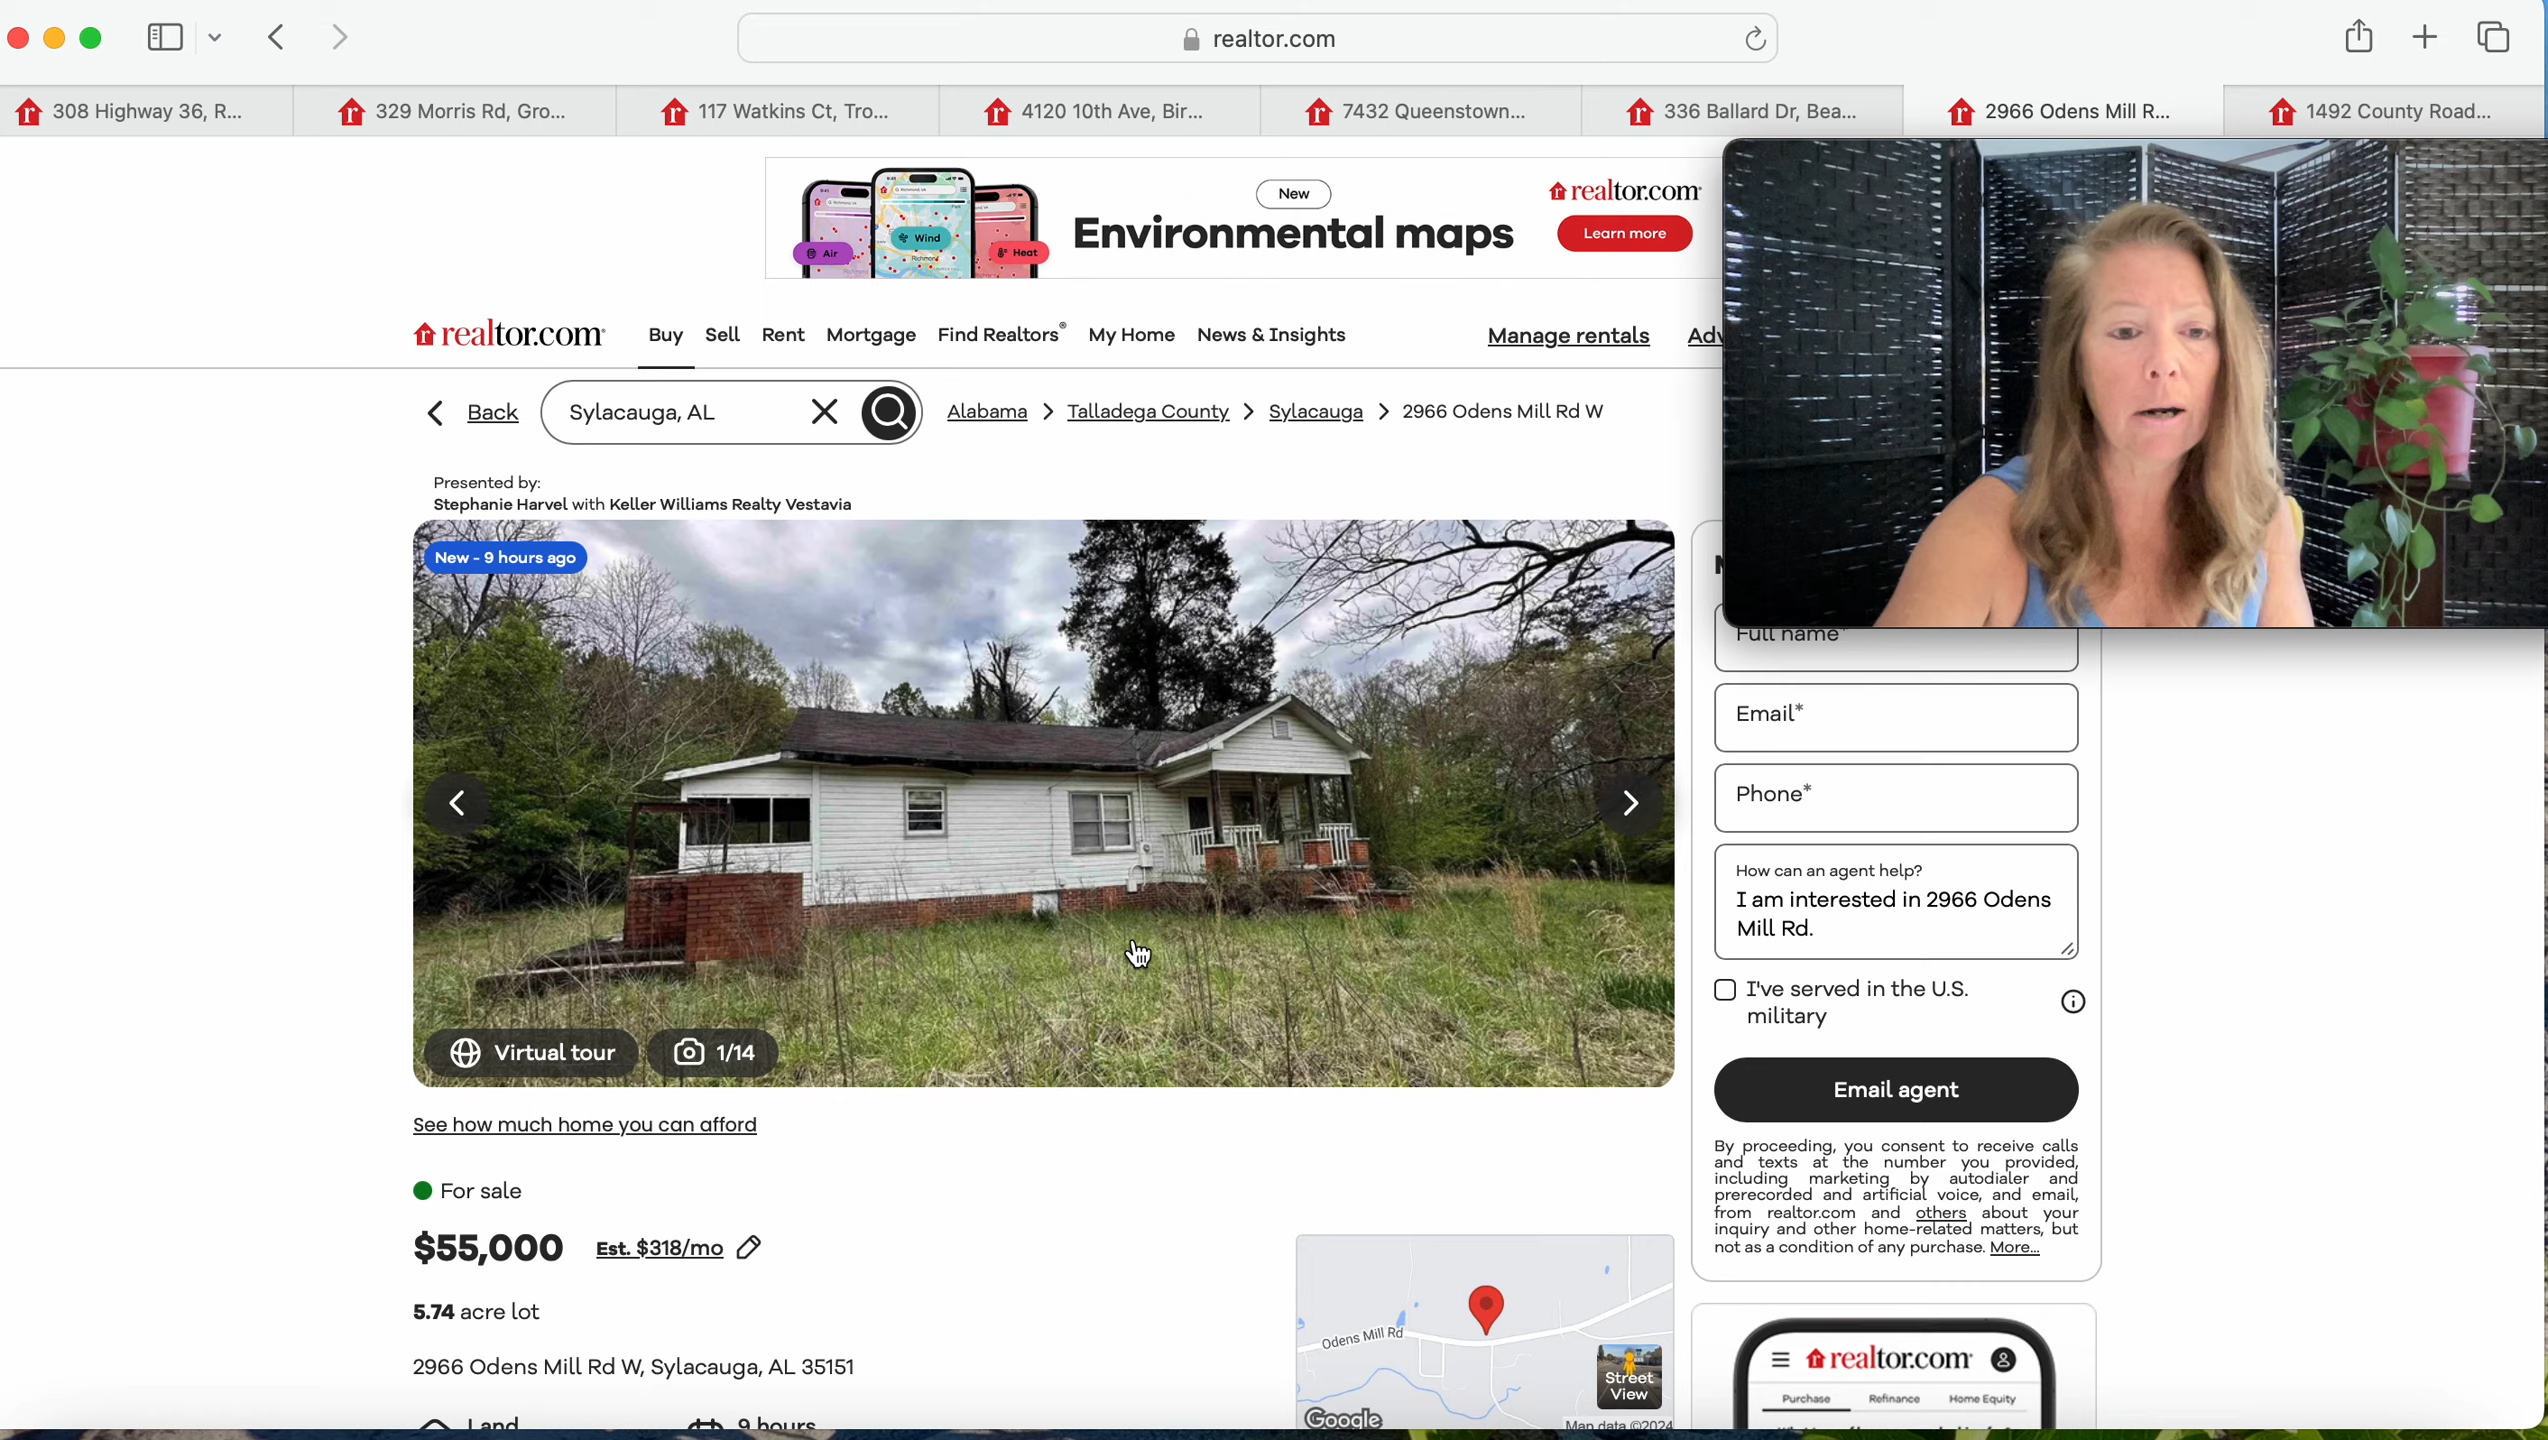 realtor.com
308 Highway 36, R...
329 Morris Rd, Gro...
117 Watkins Ct, Tro...
4120 10th Ave, Bir...
7432 Queenstown...
336 Ballard Dr, Bea...
2966 Odens Mill R...
1492 County Road...
Air
Wind
Heat
Richmond
New
Environmental maps
realtor.com
Learn more
realtor.com®
Buy
Sell
Rent
Mortgage
Find Realtors®
My Home
News & Insights
Manage rentals
Back
Sylacauga, AL
Alabama > Talladega County > Sylacauga > 2966 Odens Mill Rd W
Presented by:
Stephanie Harvel with Keller Williams Realty Vestavia
New - 9 hours ago
Virtual tour
1/14
See how much home you can afford
For sale
$55,000
Est. $318/mo
5.74 acre lot
2966 Odens Mill Rd W, Sylacauga, AL 35151
Land
9 hours
Odens Mill Rd
Street
View
Google
Map data ©2024
Full name*
Email*
Phone*
How can an agent help?
I am interested in 2966 Odens
Mill Rd.
I've served in the U.S.
military
Email agent
By proceeding, you consent to receive calls
and texts at the number you provided,
including marketing by autodialer and
prerecorded and artificial voice, and email,
from realtor.com and others about your
inquiry and other home-related matters, but
not as a condition of any purchase. More...
realtor.com
Purchase
Refinance
Home Equity